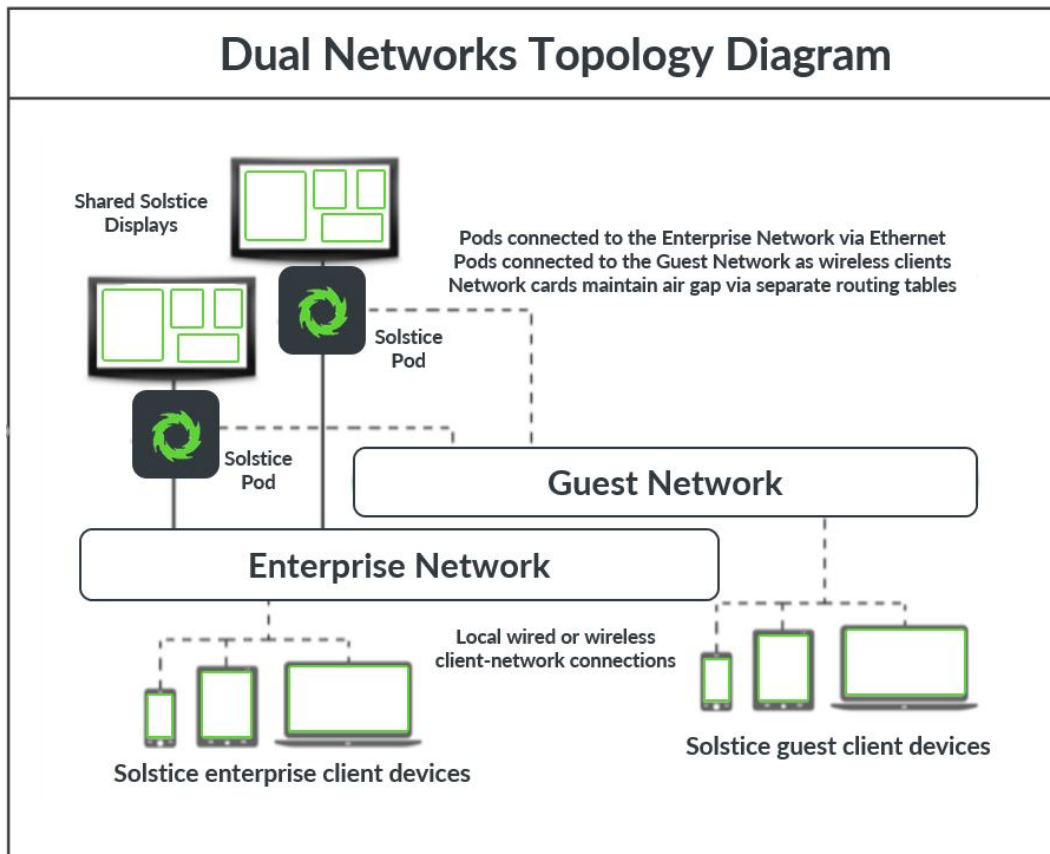 Dual Networks Topology Diagram
Shared Solstice
Displays
Pods connected to the Enterprise Network via Ethernet
Pods connected to the Guest Network as wireless clients
Network cards maintain air gap via separate routing tables
Solstice
Pod
Solstice
Pod
Guest Network
Enterprise Network
Local wired or wireless
client-network connections
Solstice guest client devices
Solstice enterprise client devices